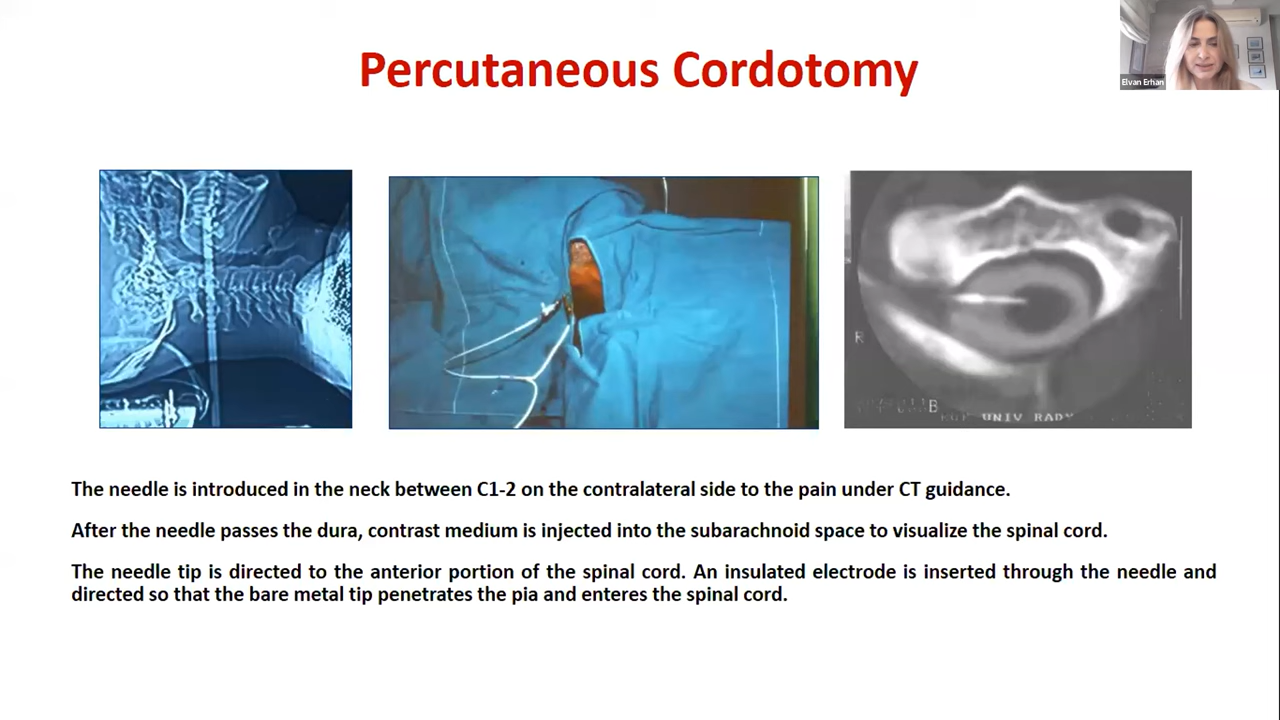 Percutaneous Cordotomy
Elvan Erhan
R
UNIV RADY
The needle is introduced in the neck between C1-2 on the contralateral side to the pain under CT guidance.
After the needle passes the dura, contrast medium is injected into the subarachnoid space to visualize the spinal cord.
The needle tip is directed to the anterior portion of the spinal cord. An insulated electrode is inserted through the needle and
directed so that the bare metal tip penetrates the pia and enteres the spinal cord.